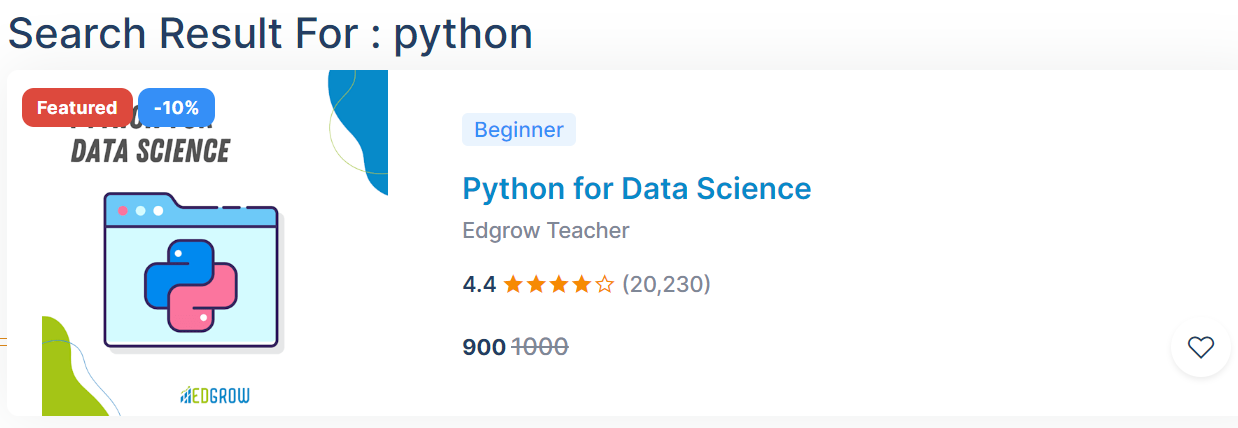 Search Result For : python
Featured
-10%
DATA SCIENCE
EDGROW
Beginner
Python for Data Science
Edgrow Teacher
4.4 (20,230)
900 1000